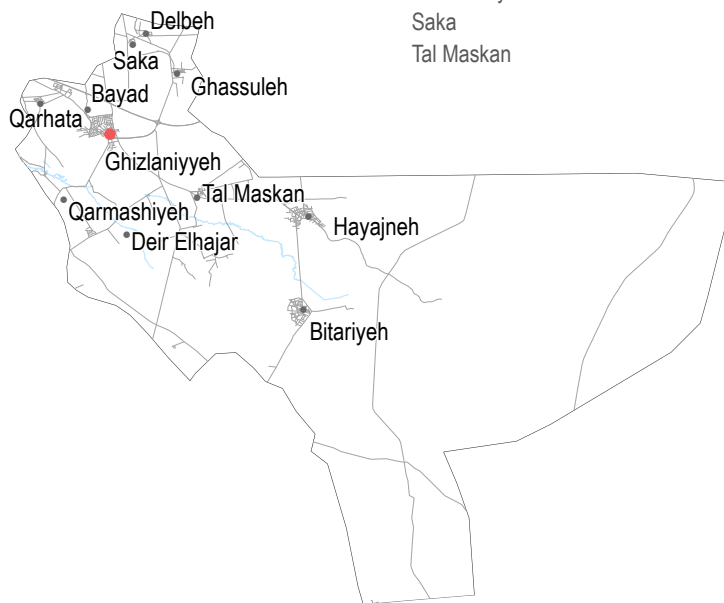 Delbeh
Saka
Saka
Tal Maskan
Ghassuleh
Bayad
Qarhata
Ghizlaniyyeh
Tal Maskan
Qarmashiyeh
Hayajneh
Deir Elhajar
Bitariyeh